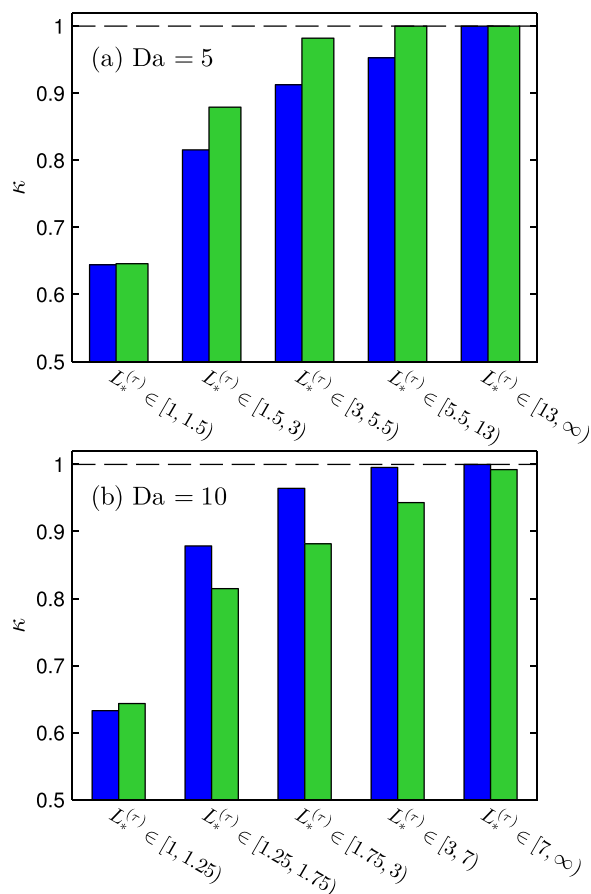 1
(a) Da = 5
0.9
0.8
κ
0.7
0.6
0.5
L_*^{(τ)} ∈ [1, 1.5)
L_*^{(τ)} ∈ [1.5, 3)
L_*^{(τ)} ∈ [3, 5.5)
L_*^{(τ)} ∈ [5.5, 13)
L_*^{(τ)} ∈ [13, ∞)
1
(b) Da = 10
0.9
0.8
κ
0.7
0.6
0.5
L_*^{(τ)} ∈ [1, 1.25)
L_*^{(τ)} ∈ [1.25, 1.75)
L_*^{(τ)} ∈ [1.75, 3)
L_*^{(τ)} ∈ [3, 7)
L_*^{(τ)} ∈ [7, ∞)